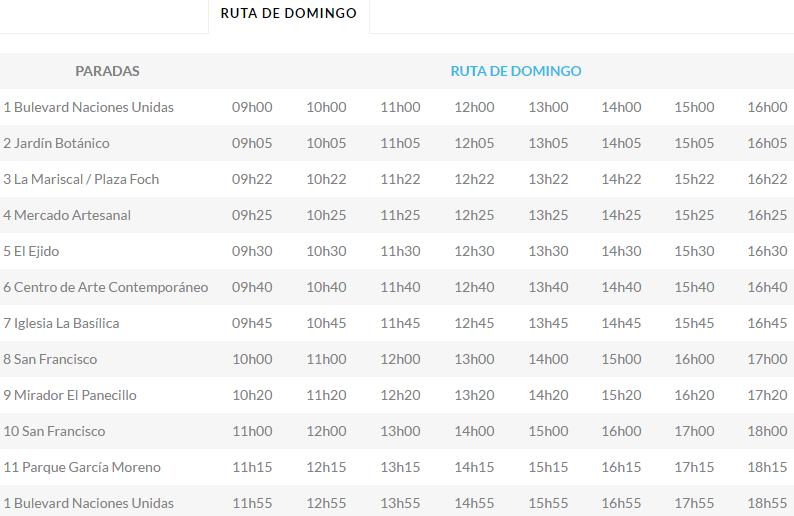 RUTA DE DOMINGO
PARADAS RUTA DE DOMINGO
1 Bulevard Naciones Unidas 09h00 10h00 11h00 12h00 13h00 14h00 15h00 16h00
2 Jardín Botánico 09h05 10h05 11h05 12h05 13h05 14h05 15h05 16h05
3 La Mariscal / Plaza Foch 09h22 10h22 11h22 12h22 13h22 14h22 15h22 16h22
4 Mercado Artesanal 09h25 10h25 11h25 12h25 13h25 14h25 15h25 16h25
5 El Ejido 09h30 10h30 11h30 12h30 13h30 14h30 15h30 16h30
6 Centro de Arte Contemporáneo 09h40 10h40 11h40 12h40 13h40 14h40 15h40 16h40
7 Iglesia La Basílica 09h45 10h45 11h45 12h45 13h45 14h45 15h45 16h45
8 San Francisco 10h00 11h00 12h00 13h00 14h00 15h00 16h00 17h00
9 Mirador El Panecillo 10h20 11h20 12h20 13h20 14h20 15h20 16h20 17h20
10 San Francisco 11h00 12h00 13h00 14h00 15h00 16h00 17h00 18h00
11 Parque García Moreno 11h15 12h15 13h15 14h15 15h15 16h15 17h15 18h15
1 Bulevard Naciones Unidas 11h55 12h55 13h55 14h55 15h55 16h55 17h55 18h55